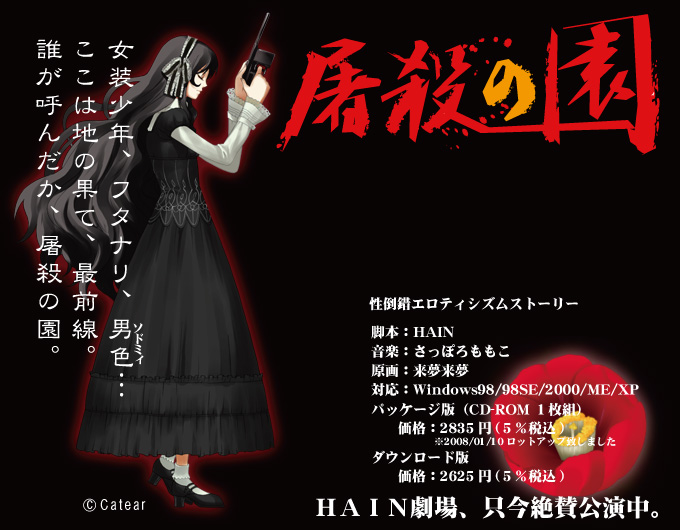 屠殺の園
女装少年、フタナリ、男色…
ソドミィ
ここは地の果て、最前線。
誰が呼んだか、屠殺の園。
性倒錯エロティシズムストーリー
脚本：HAIN
音楽：さっぽろももこ
原画：来夢来夢
対応：Windows98/98SE/2000/ME/XP
パッケージ版（CD-ROM １枚組）
価格：2835円(５％税込)
※2008/01/10ロットアップ致しました
ダウンロード版
価格：2625円(５％税込)
ＨＡＩＮ劇場、只今絶賛公演中。
©Catear